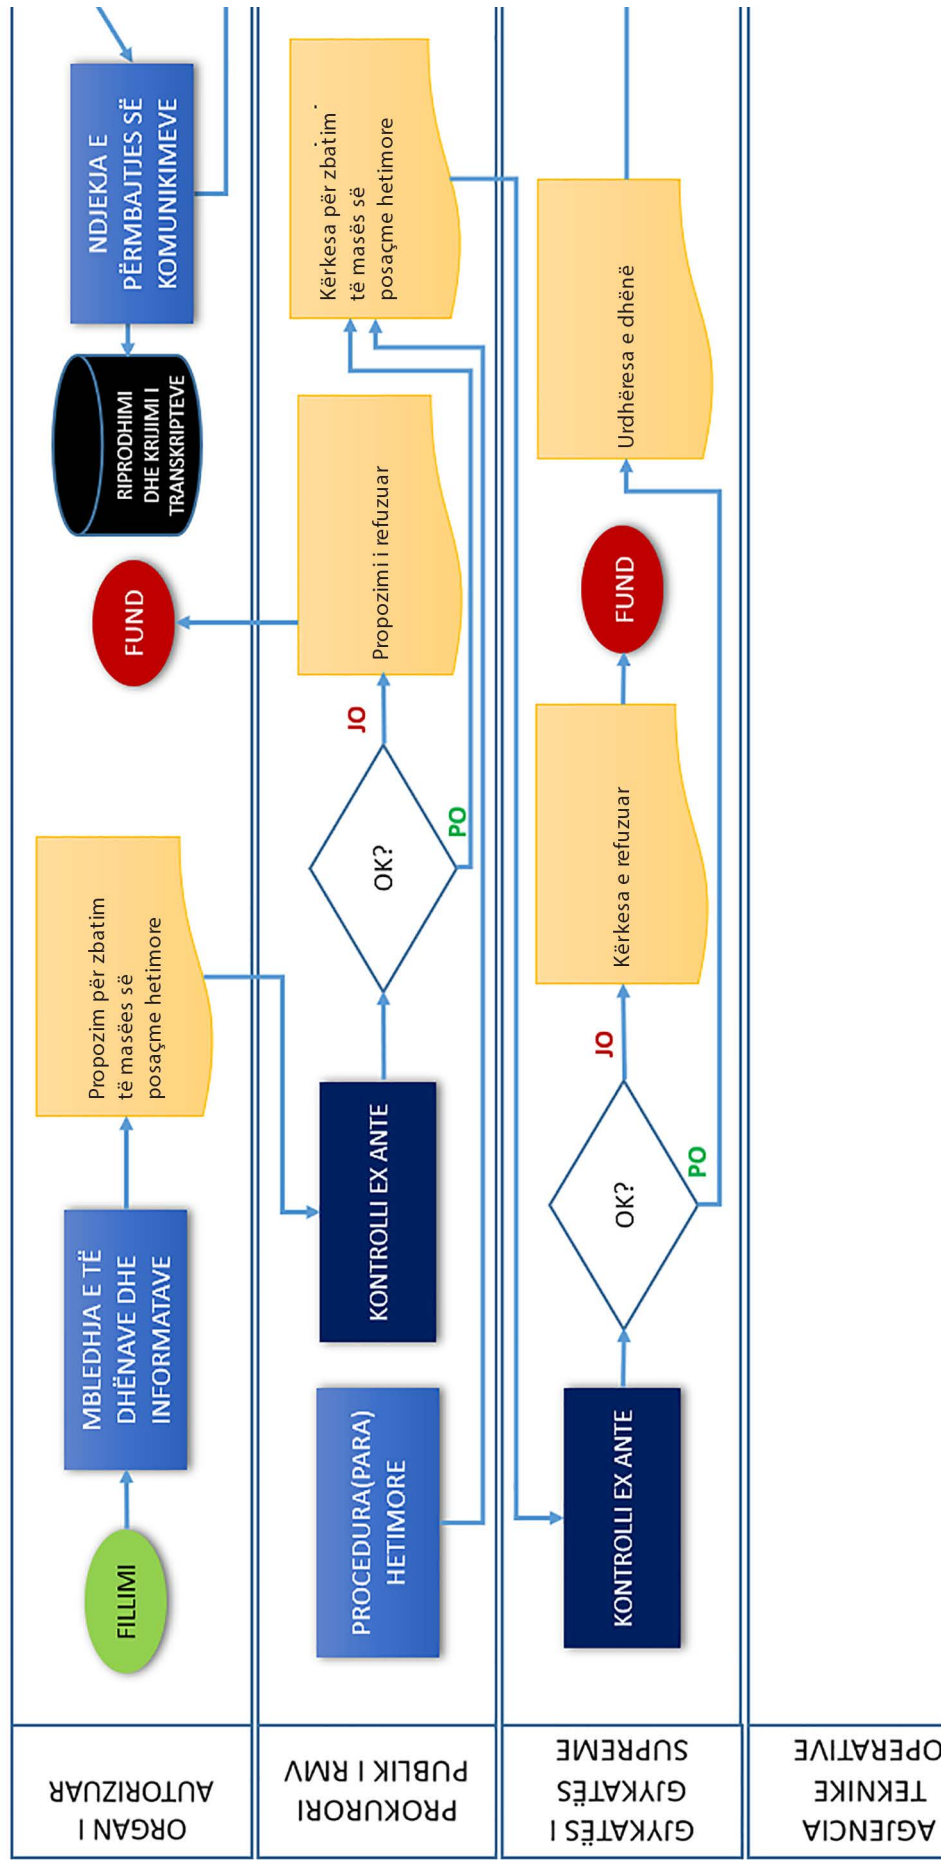 ORGAN I
AUTORIZUAR
FILLIMI
MBLEDHJA E TË
DHËNAVE DHE
INFORMATAVE
Propozim për zbatim
të masëes së
posaçme hetimore
FUND
RIPRODHIMI
DHE KRIJIMI I
TRANSKRIPTEVE
NDJEKJA E
PËRMBAJTJES SË
KOMUNIKIMEVE
PROKURORI
PUBLIK I RMV
PROCEDURA(PARA)
HETIMORE
KONTROLLI EX ANTE
OK?
JO
PO
Propozimi i refuzuar
Kërkesa për zbatim
të masës së
posaçme hetimore
GJYKATËS I
GJYKATËS
SUPREME
KONTROLLI EX ANTE
OK?
JO
PO
Kërkesa e refuzuar
FUND
Urdhëresa e dhënë
AGJENCIA
TEKNIKE
OPERATIVE